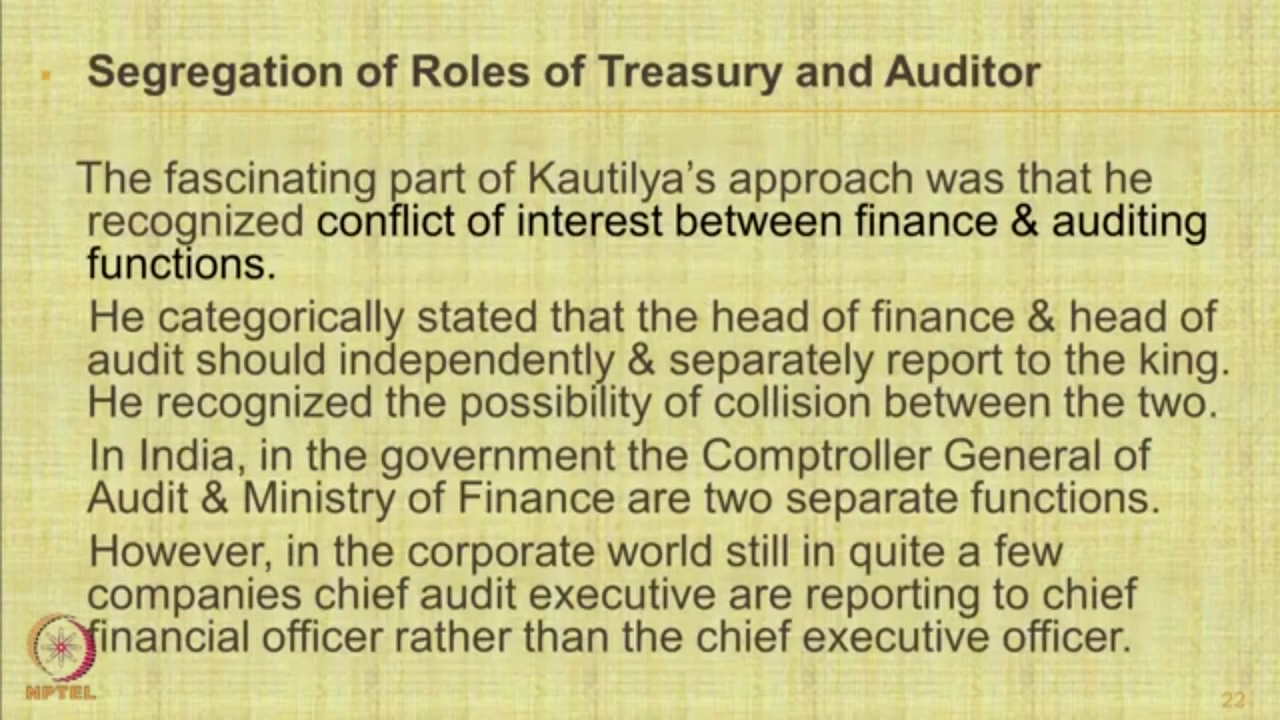 Segregation of Roles of Treasury and Auditor
The fascinating part of Kautilya’s approach was that he
recognized conflict of interest between finance & auditing
functions.
He categorically stated that the head of finance & head of
audit should independently & separately report to the king.
He recognized the possibility of collision between the two.
In India, in the government the Comptroller General of
Audit & Ministry of Finance are two separate functions.
However, in the corporate world still in quite a few
companies chief audit executive are reporting to chief
financial officer rather than the chief executive officer.
NPTEL
22